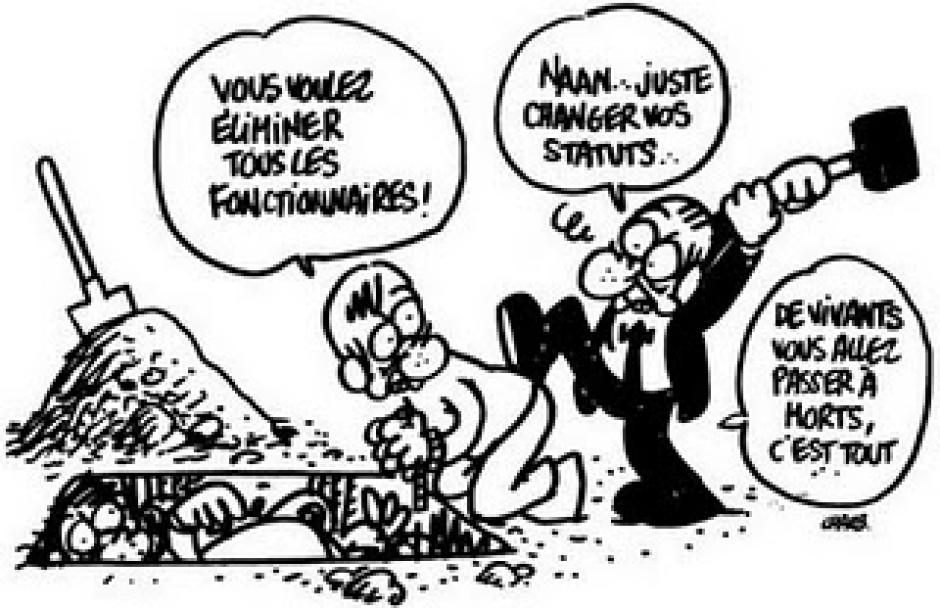 VOUS VOULEZ
ÉLIMINER
TOUS LES
FONCTIONNAIRES!
NAAN...JUSTE
CHANGER VOS
STATUTS...
DE VIVANTS
VOUS ALLEZ
PASSER À
MORTS,
C'EST TOUT